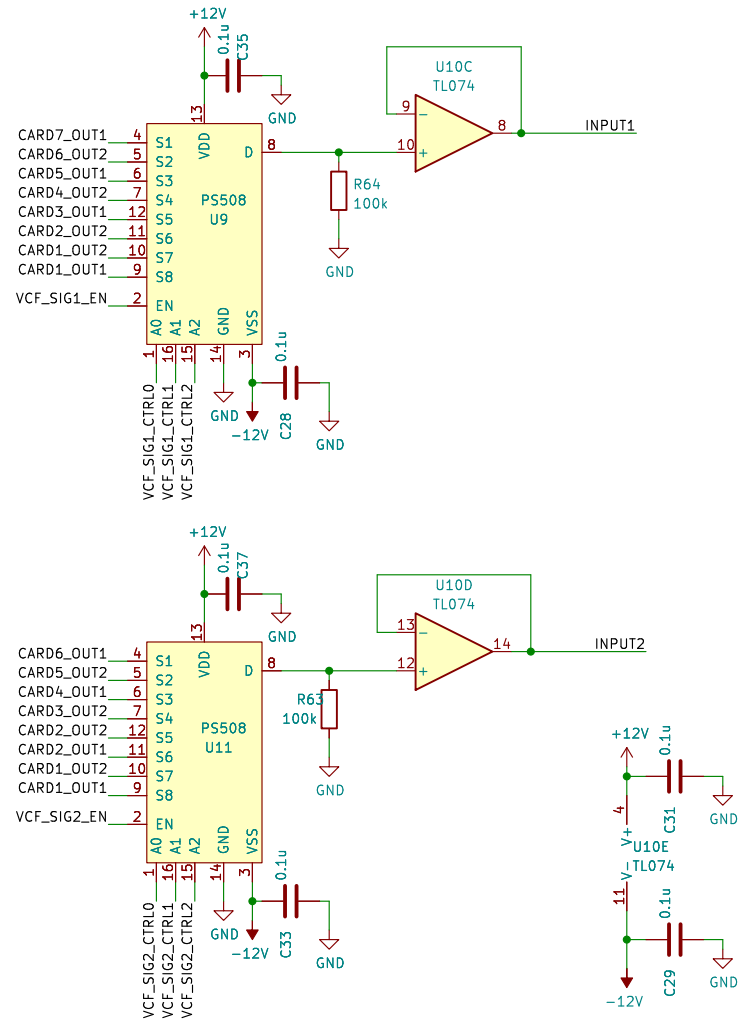 +12V
0.1u
C35
GND
13
VDD
U10C
TL074
9
−
8
INPUT1
10
+
CARD7_OUT1 4 S1
CARD6_OUT2 5 S2
CARD5_OUT1 6 S3
CARD4_OUT2 7 S4
CARD3_OUT1 12 S5
CARD2_OUT2 11 S6
CARD1_OUT2 10 S7
CARD1_OUT1 9 S8
VCF_SIG1_EN 2 EN
D 8
PS508
U9
R64
100k
GND
A0
A1
A2
GND
VSS
1
16
15
14
3
VCF_SIG1_CTRL0
VCF_SIG1_CTRL1
VCF_SIG1_CTRL2
GND
-12V
0.1u
C28
GND
+12V
0.1u
C37
GND
13
VDD
U10D
TL074
13
−
14
INPUT2
12
+
CARD6_OUT1 4 S1
CARD5_OUT2 5 S2
CARD4_OUT1 6 S3
CARD3_OUT2 7 S4
CARD2_OUT2 12 S5
CARD2_OUT1 11 S6
CARD1_OUT2 10 S7
CARD1_OUT1 9 S8
VCF_SIG2_EN 2 EN
D 8
PS508
U11
R63
100k
GND
A0
A1
A2
GND
VSS
1
16
15
14
3
VCF_SIG2_CTRL0
VCF_SIG2_CTRL1
VCF_SIG2_CTRL2
GND
-12V
0.1u
C33
GND
+12V
0.1u
C31
GND
4
V+
U10E
TL074
V-
11
0.1u
C29
GND
-12V